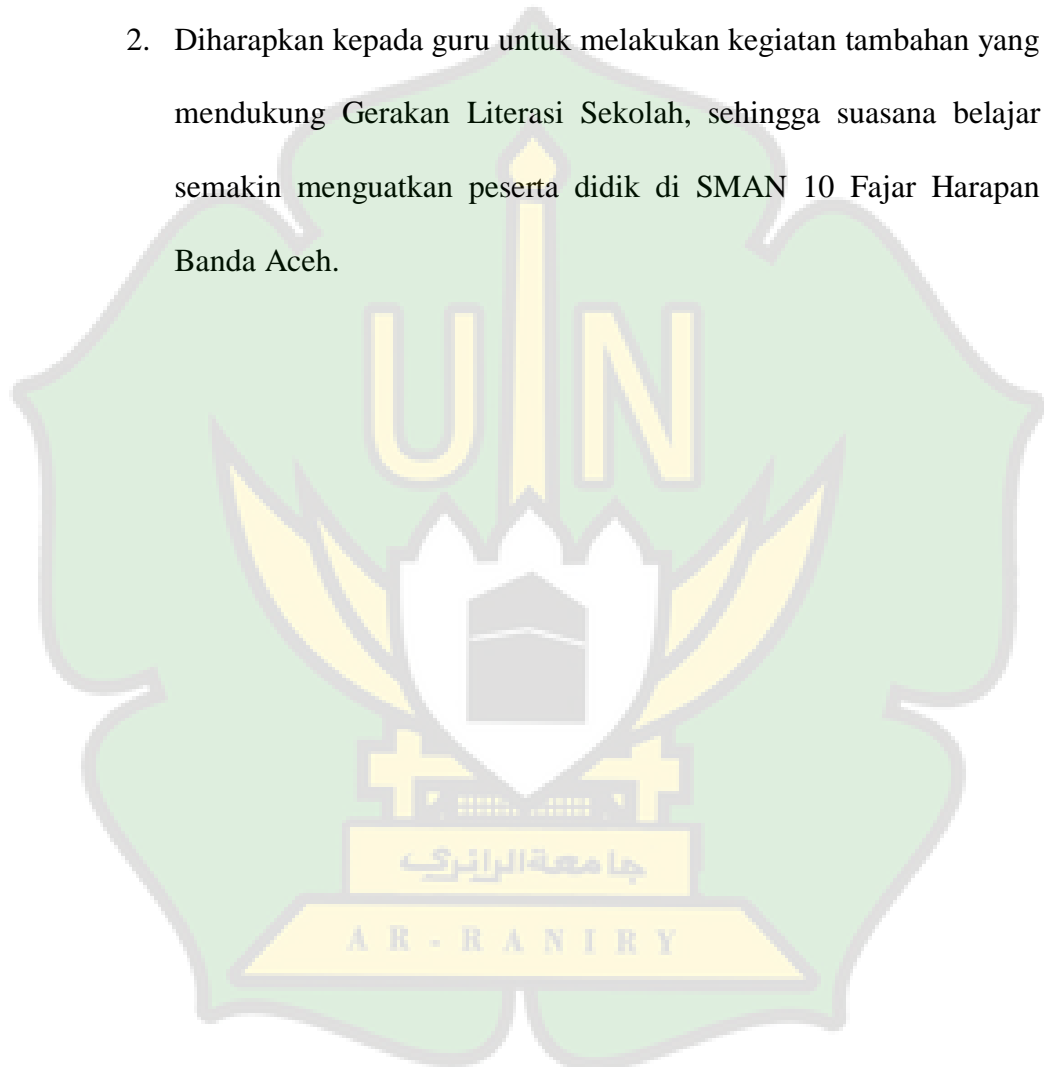 2. Diharapkan kepada guru untuk melakukan kegiatan tambahan yang
mendukung Gerakan Literasi Sekolah, sehingga suasana belajar
semakin menguatkan peserta didik di SMAN 10 Fajar Harapan
Banda Aceh.
UIN
جامعة الرانري
AR-RANIRY